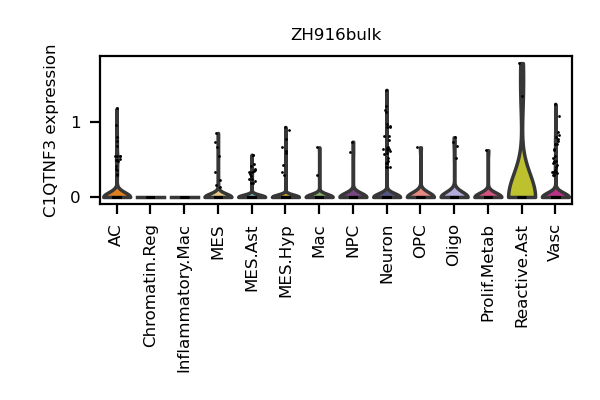 ZH916bulk
C1QTNF3 expression
1
0
AC
Chromatin.Reg
Inflammatory.Mac
MES
MES.Ast
MES.Hyp
Mac
NPC
Neuron
OPC
Oligo
Prolif.Metab
Reactive.Ast
Vasc